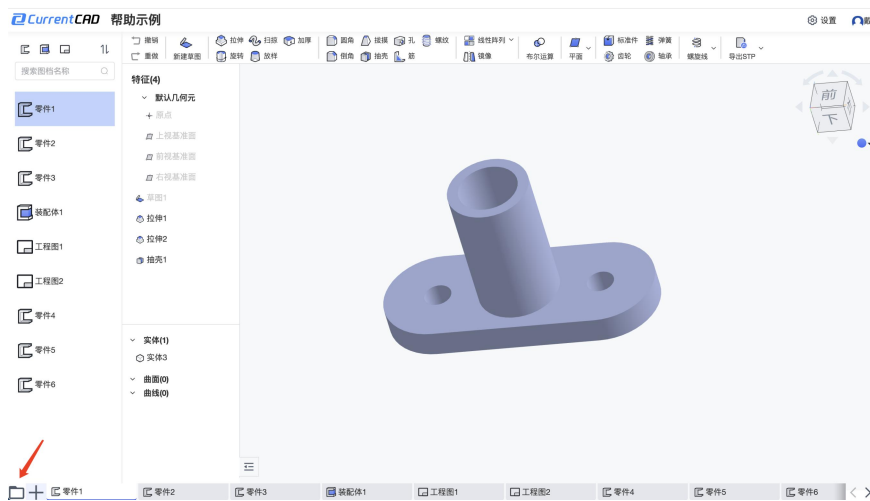 CurrentCAD 帮助示例
设置
撤销
重做
新建草图
拉伸 扫掠 加厚
旋转 放样
圆角 拔摸 孔 螺纹
倒角 抽壳 筋
线性阵列
镜像
布尔运算
平面
标准件 弹簧
齿轮 轴承
螺旋线
导出STP
搜索图档名称
零件1
零件2
零件3
装配体1
工程图1
工程图2
零件4
零件5
零件6
特征(4)
默认几何元
原点
上视基准面
前视基准面
右视基准面
草图1
拉伸1
拉伸2
抽壳1
实体(1)
实体3
曲面(0)
曲线(0)
前
下
零件1 零件2 零件3 装配体1 工程图1 工程图2 零件4 零件5 零件6